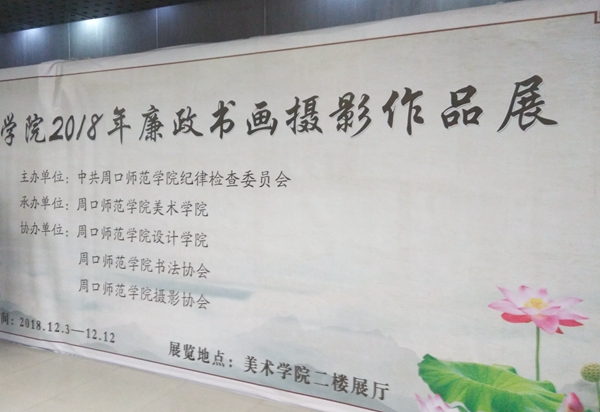 学院2018年廉政书画摄影作品展
主办单位：中共周口师范学院纪律检查委员会
承办单位：周口师范学院美术学院
协办单位：周口师范学院设计学院
周口师范学院书法协会
周口师范学院摄影协会
间：2018.12.3—12.12
展览地点：美术学院二楼展厅